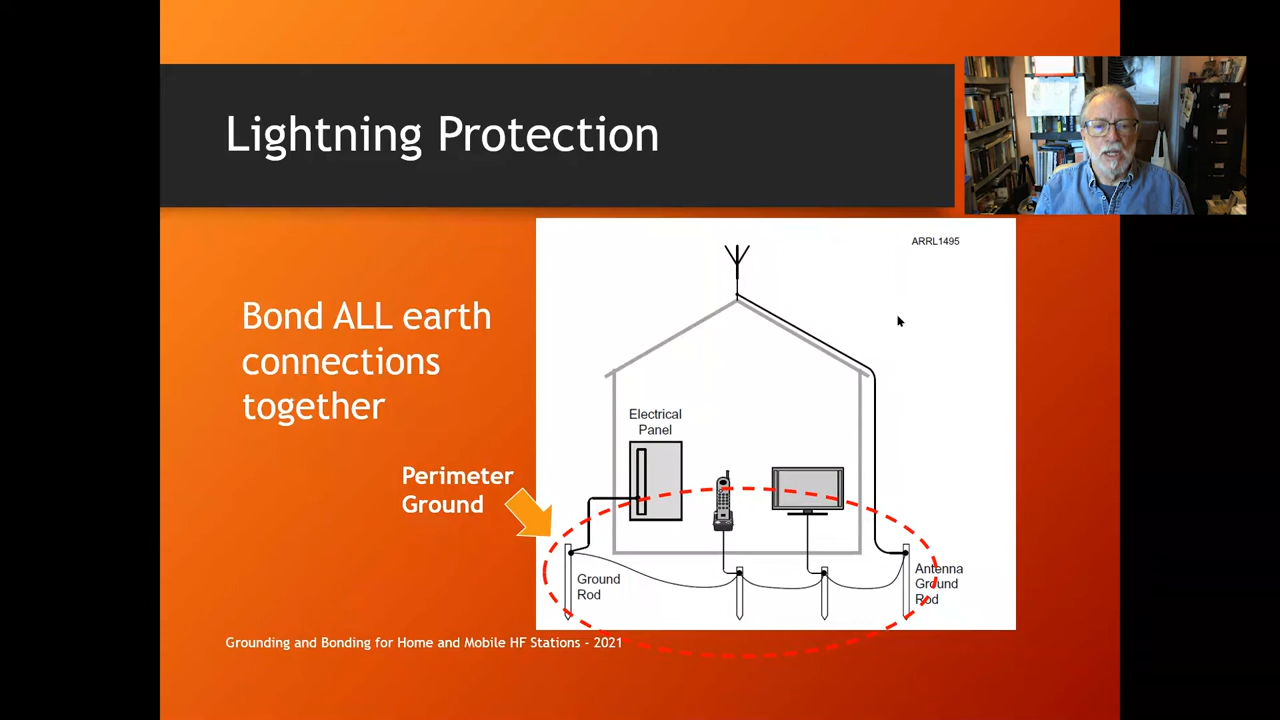 Lightning Protection
ARRL1495
Bond ALL earth
connections
together
Electrical
Panel
Perimeter
Ground
Ground
Rod
Antenna
Ground
Rod
Grounding and Bonding for Home and Mobile HF Stations - 2021